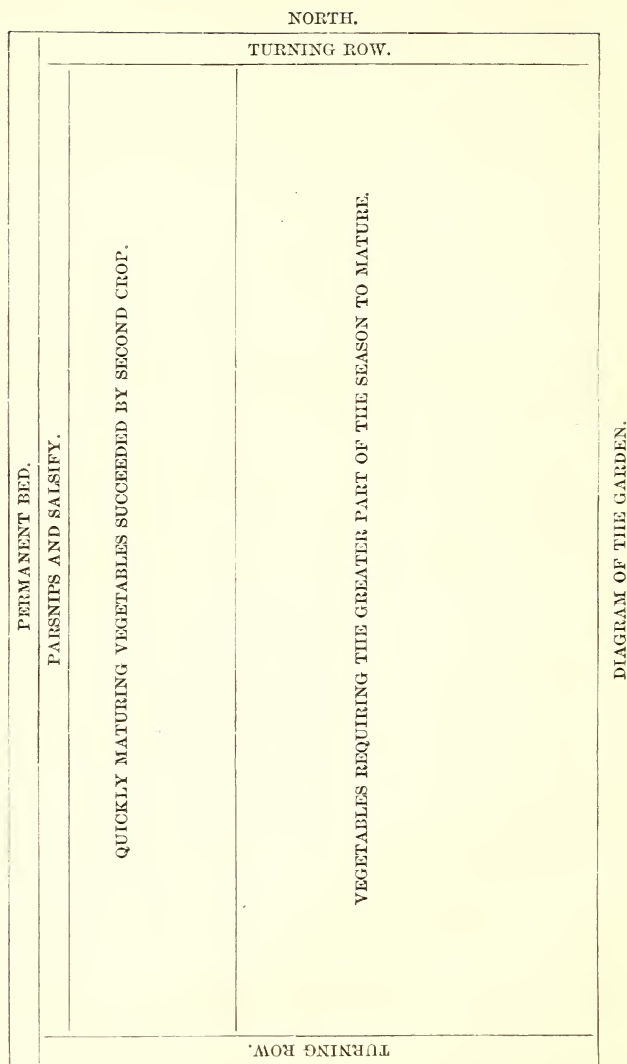 NORTH.
TURNING ROW.
PERMANENT BED.
PARSNIPS AND SALSIFY.
QUICKLY MATURING VEGETABLES SUCCEEDED BY SECOND CROP.
VEGETABLES REQUIRING THE GREATER PART OF THE SEASON TO MATURE.
DIAGRAM OF THE GARDEN.
TURNING ROW.